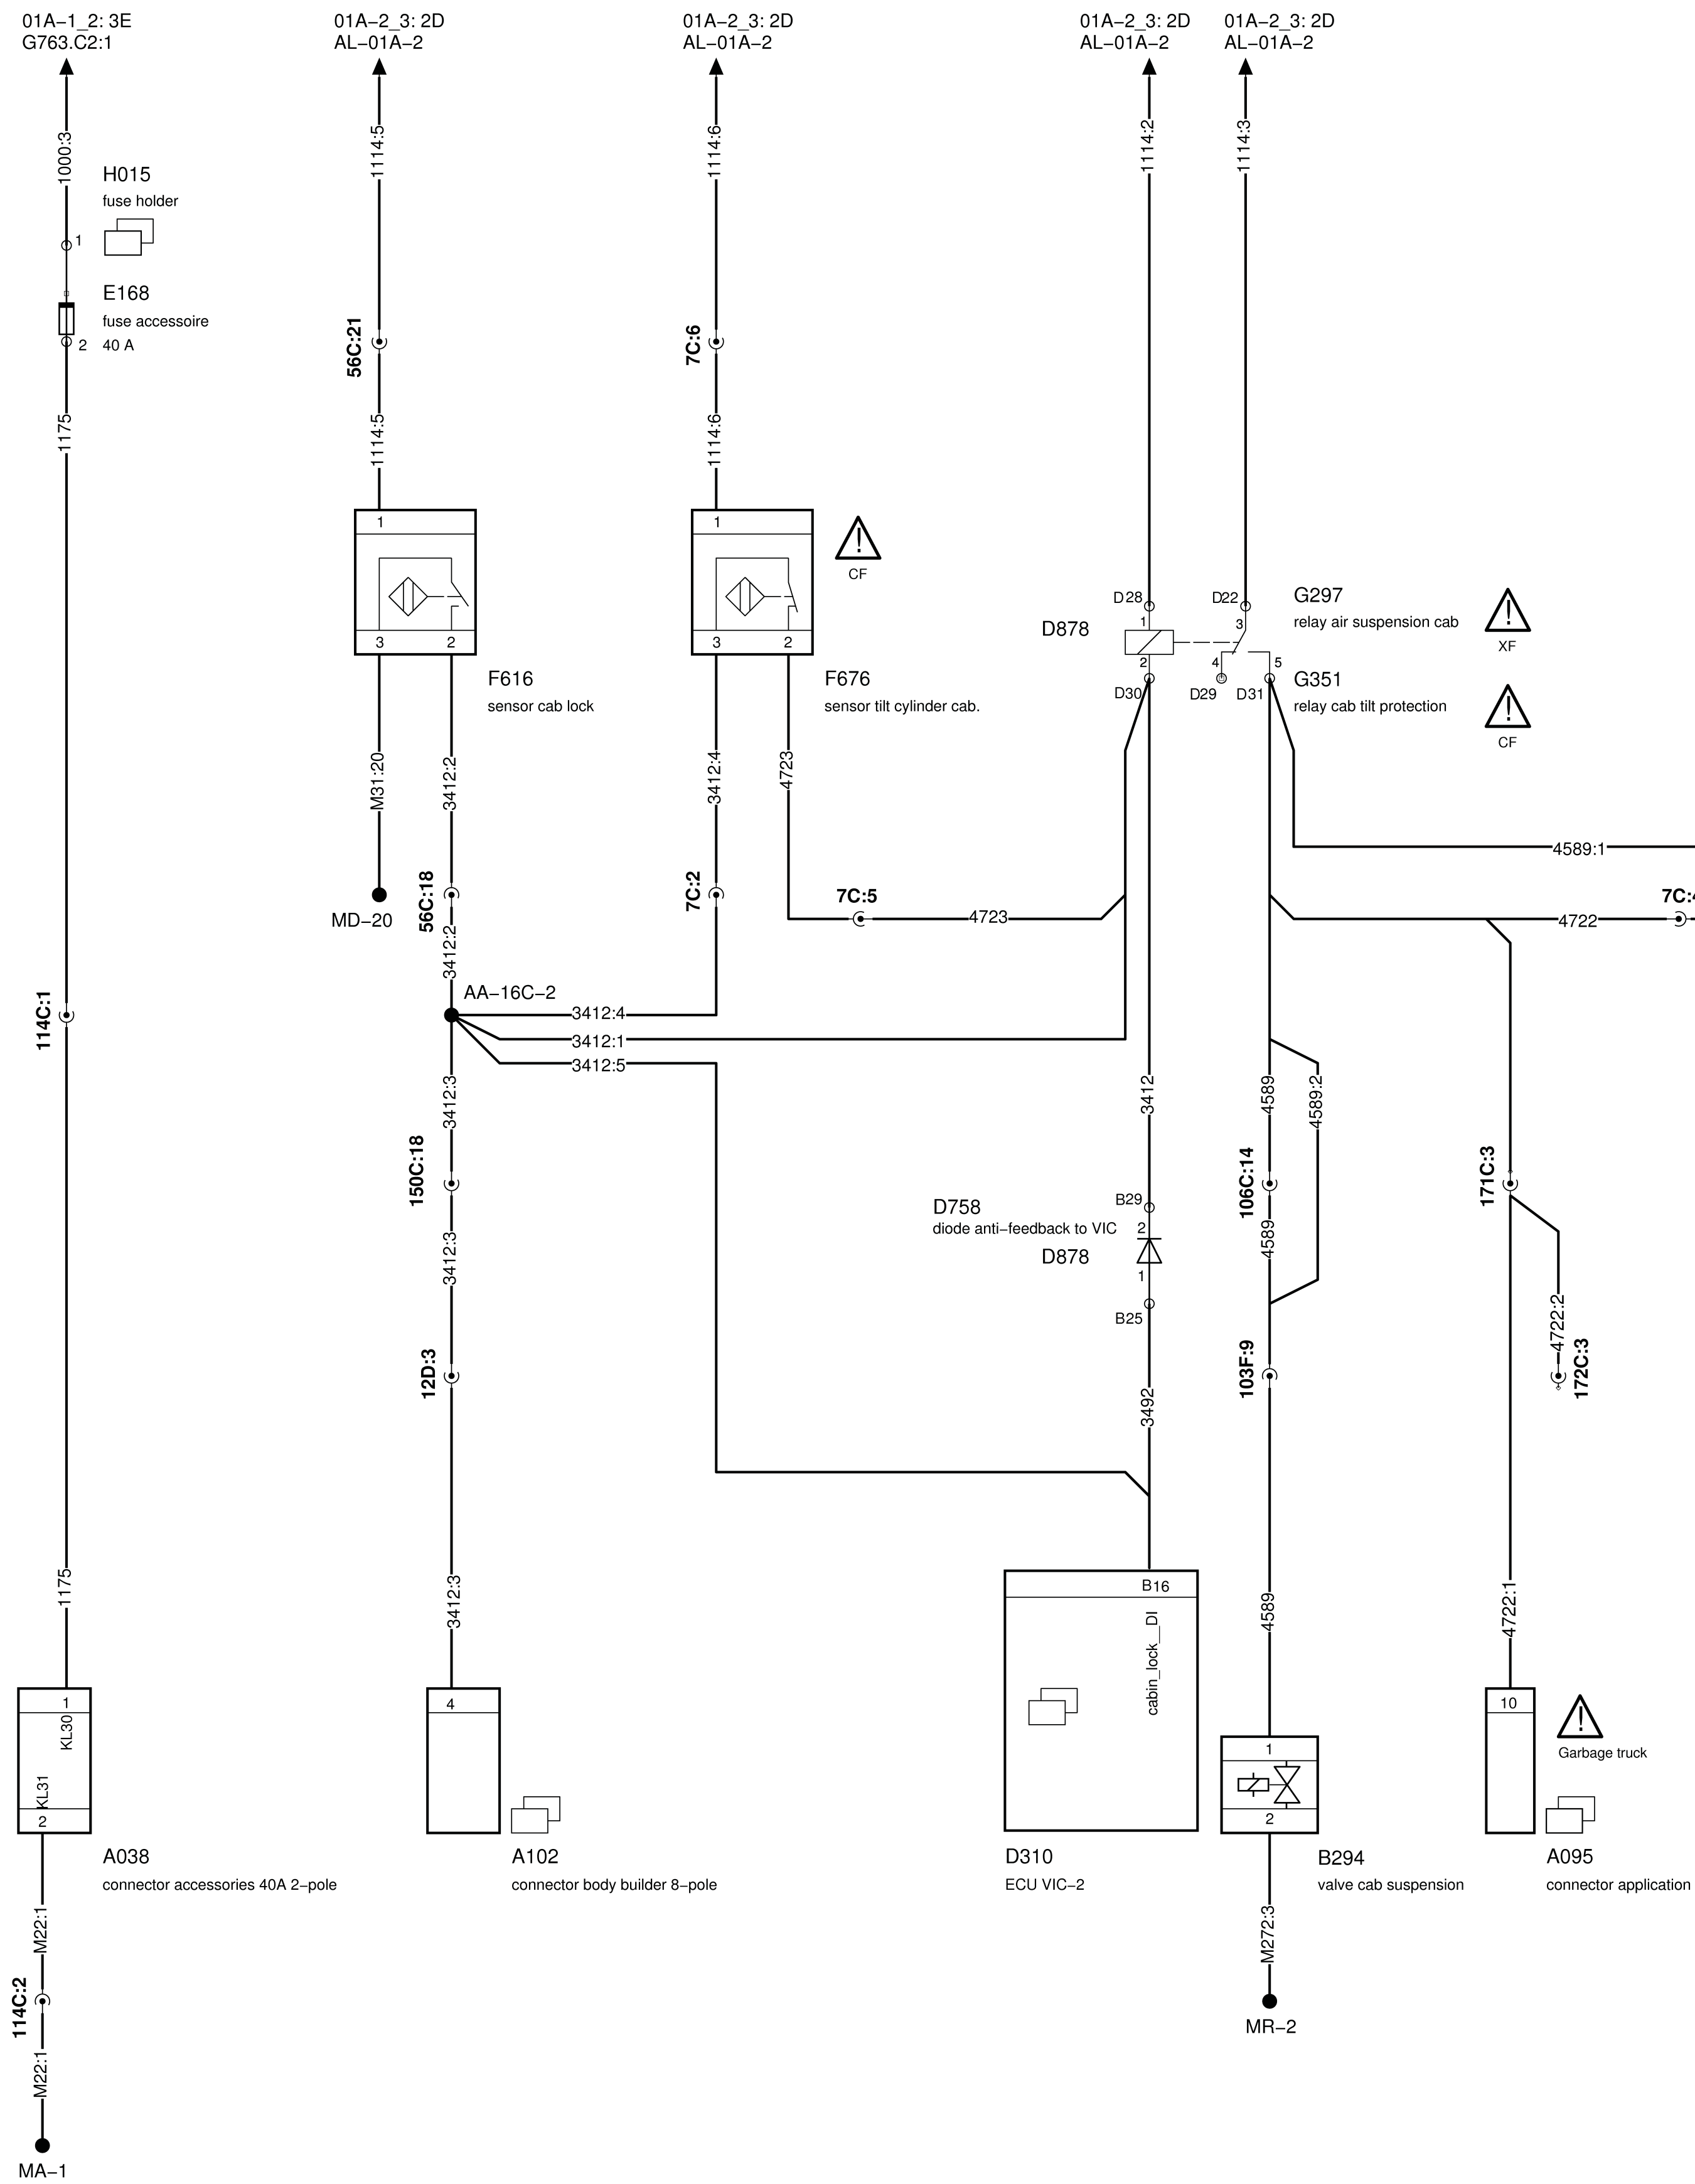 01A−1_2: 3E
G763.C2:1
01A−2_3: 2D
AL−01A−2
01A−2_3: 2D
AL−01A−2
01A−2_3: 2D
AL−01A−2
01A−2_3: 2D
AL−01A−2
1000:3
1114:5
1114:6
1114:2
1114:3
H015
fuse holder
1
E168
fuse accessoire
2
40 A
56C:21
7C:6
1175
1114:5
1114:6
1
3
2
F616
sensor cab lock
1
3
2
CF
F676
sensor tilt cylinder cab.
D878
D28
1
2
D30
D22
3
4
5
D29
D31
G297
relay air suspension cab
XF
G351
relay cab tilt protection
CF
M31:20
3412:2
3412:4
4723
4589:1
MD−20
56C:18
7C:2
7C:5
4723
4722
7C:4
3412:2
AA−16C−2
114C:1
3412:4
3412:1
3412:5
3412:3
3412
4589
4589:2
150C:18
106C:14
171C:3
D758
diode anti−feedback to VIC
D878
B29
2
1
B25
3412:3
4589
4722:2
172C:3
12D:3
103F:9
3492
1175
3412:3
B16
cabin_lock__DI
4589
4722:1
1
KL30
KL31
2
4
1
2
10
Garbage truck
A038
connector accessories 40A 2−pole
A102
connector body builder 8−pole
D310
ECU VIC−2
B294
valve cab suspension
A095
connector application
M22:1
M272:3
114C:2
MR−2
M22:1
MA−1